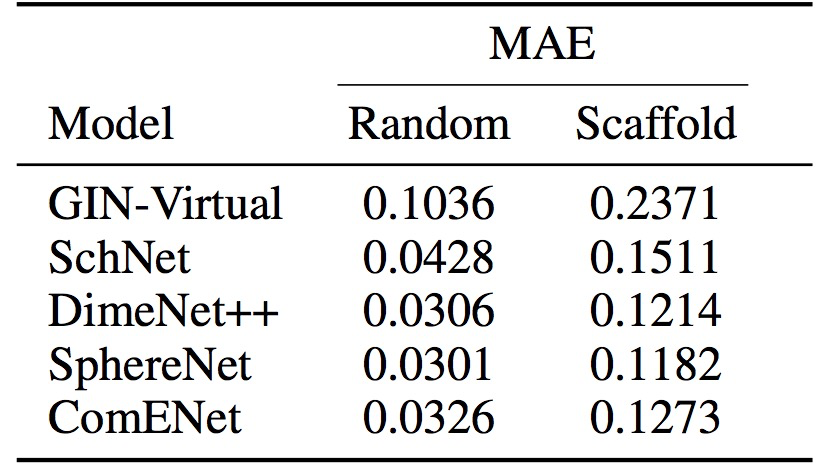 MAE
Model Random Scaffold
GIN-Virtual 0.1036 0.2371
SchNet 0.0428 0.1511
DimeNet++ 0.0306 0.1214
SphereNet 0.0301 0.1182
ComENet 0.0326 0.1273